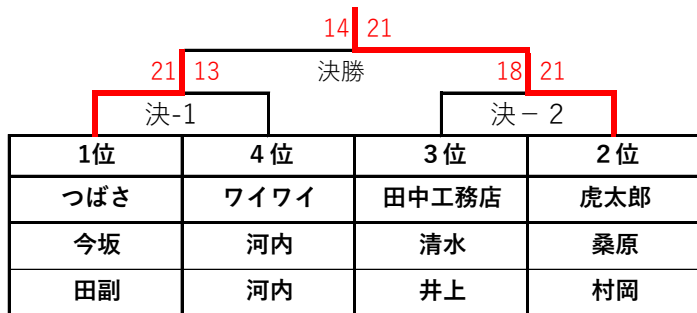 14 21
21 13 決勝 18 21
決-1 決－２
1位 ４位 ３位 ２位
つばさ ワイワイ 田中工務店 虎太郎
今坂 河内 清水 桑原
田副 河内 井上 村岡